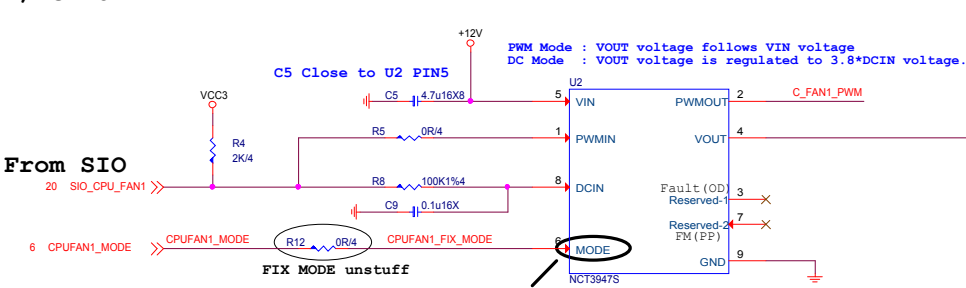 +12V
PWM Mode : VOUT voltage follows VIN voltage
DC Mode  : VOUT voltage is regulated to 3.8*DCIN voltage.
C5 Close to U2 PIN5
U2
VCC3
C5 4.7u16X8
5 VIN
PWMOUT 2 C_FAN1_PWM
R4
2K/4
R5 0R/4
1 PWMIN
VOUT 4
From SIO
20 SIO_CPU_FAN1
R8 100K1%4
8 DCIN
Fault(OD) 3
Reserved-1
C9 0.1u16X
Reserved-2 7
FM(PP)
6 CPUFAN1_MODE
CPUFAN1_MODE
R12 0R/4
CPUFAN1_FIX_MODE
6 MODE
GND 9
FIX MODE unstuff
NCT3947S